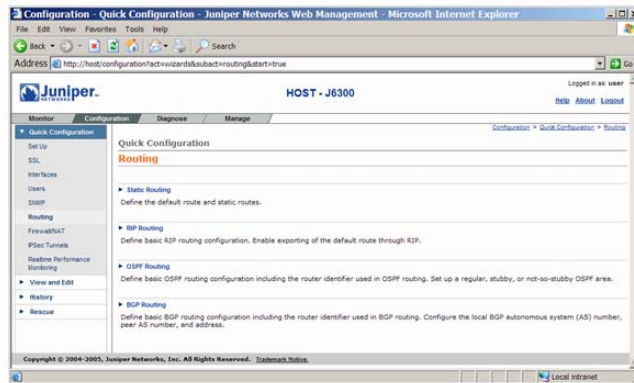 Configuration - Quick Configuration - Juniper Networks Web Management - Microsoft Internet Explorer
File Edit View Favorites Tools Help
Back Search
Address http://host/configuration?act=wizards&subact=routing&start=true Go
Juniper NETWORKS
HOST - J6300
Logged in as: user
Help About Logout
Monitor Configuration Diagnose Manage
Configuration > Quick Configuration > Routing
Quick Configuration
Set Up
SSL
Interfaces
Users
SNMP
Routing
Firewall/NAT
IPSec Tunnels
Realtime Performance
Monitoring
View and Edit
History
Rescue
Quick Configuration
Routing
Static Routing
Define the default route and static routes.
RIP Routing
Define basic RIP routing configuration. Enable exporting of the default route through RIP.
OSPF Routing
Define basic OSPF routing configuration including the router identifier used in OSPF routing. Set up a regular, stubby, or not-so-stubby OSPF area.
BGP Routing
Define basic BGP routing configuration including the router identifier used in BGP routing. Configure the local BGP autonomous system (AS) number,
peer AS number, and address.
Copyright © 2004-2005, Juniper Networks, Inc. All Rights Reserved. Trademark Notice.
Local intranet